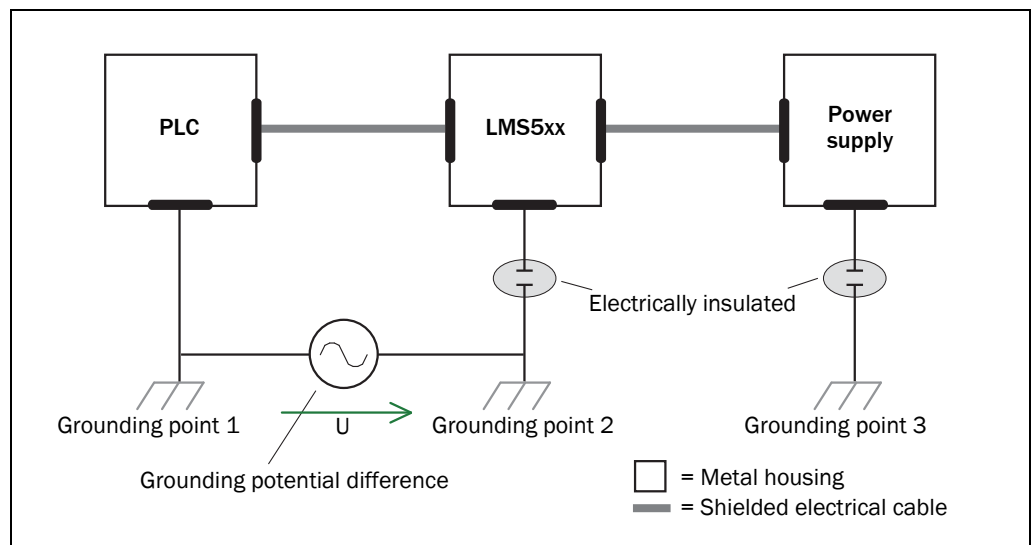 PLC
LMS5xx
Power
supply
Electrically insulated
Grounding point 1
U
Grounding point 2
Grounding point 3
Grounding potential difference
= Metal housing
= Shielded electrical cable